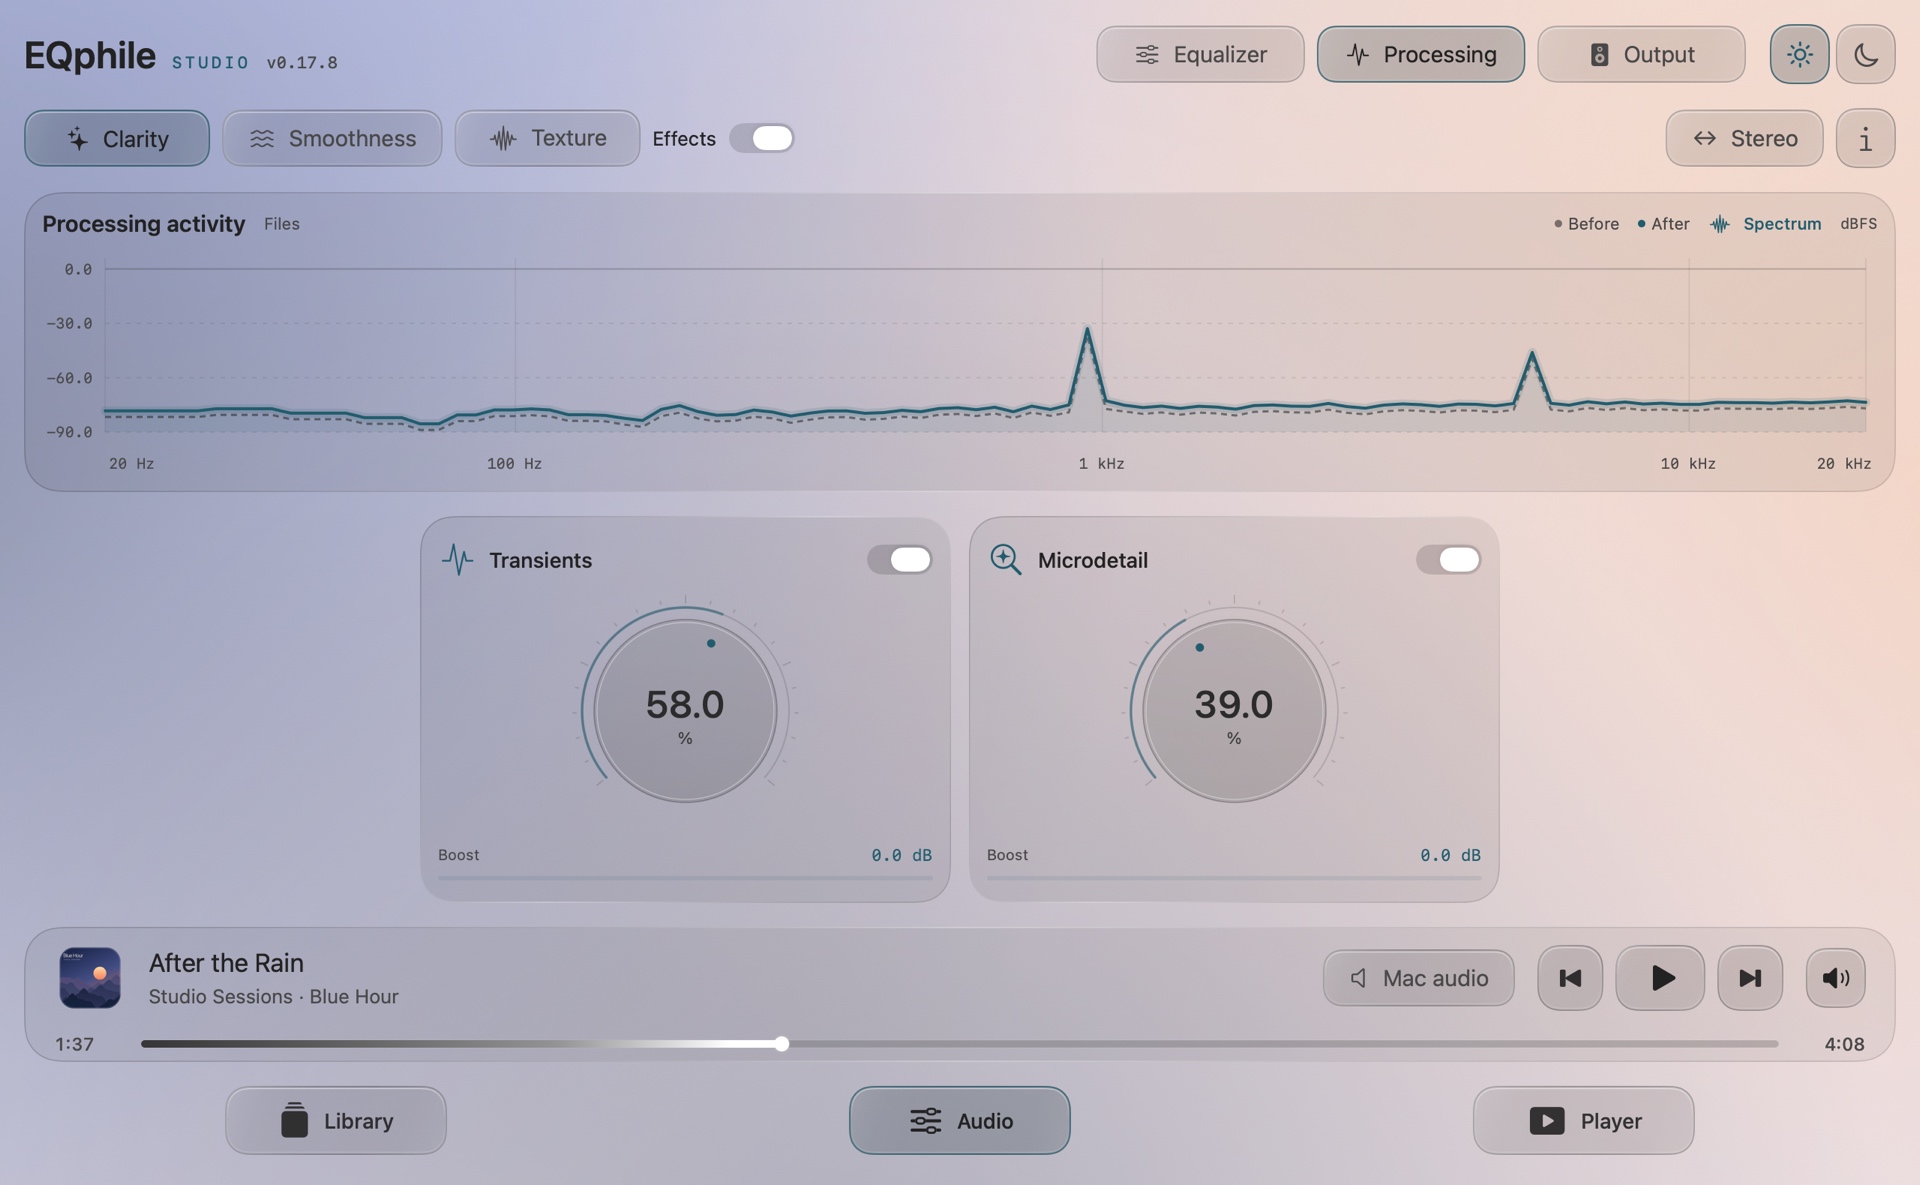 EQphile STUDIO v0.17.8
Equalizer
Processing
Output
Clarity
Smoothness
Texture
Effects
Stereo
i
Processing activity Files
Before After Spectrum dBFS
0.0
−30.0
−60.0
−90.0
20 Hz 100 Hz 1 kHz 10 kHz 20 kHz
Transients
58.0
%
Boost 0.0 dB
Microdetail
39.0
%
Boost 0.0 dB
Blue Hour
After the Rain
Studio Sessions · Blue Hour
Mac audio
1:37
4:08
Library
Audio
Player